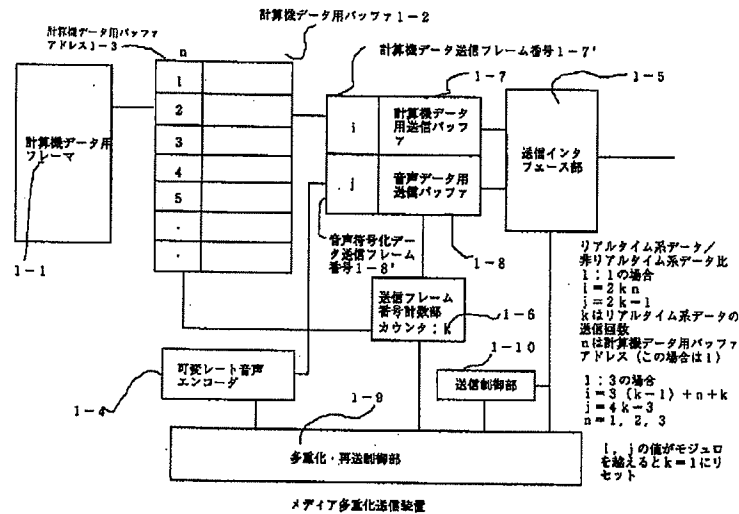 計算機データ用バッファ1-2
計算機データ用バッファ
アドレス1-3
n
計算機データ送信フレーム番号1-7'
1
2
3
4
5
・
・
計算機データ用
フレーマ
1-1
i
計算機データ
用送信バッフ
ァ
j
音声データ用
送信バッファ
1-7
1-5
送信インタ
フェース部
音声符号化デー
タ送信フレーム
番号1-8'
1-8
送信フレーム
番号計数部
カウンタ:k
1-6
可変レート音声
エンコーダ
1-4
1-10
送信制御部
1-9
多重化・再送制御部
リアルタイム系データ/
非リアルタイム系データ比
1:1の場合
i=2kn
j=2k-1
kはリアルタイム系データの
送信回数
nは計算機データ用バッファ
アドレス(この場合は1)
1:3の場合
i=3(k-1)+n+k
j=4k-3
n=1,2,3
i,jの値がモジュロ
を越えるとk=1にリ
セット
メディア多重化送信装置